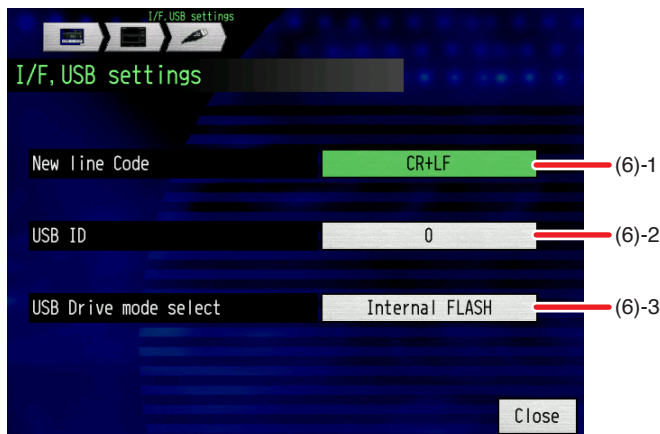 I/F,USB settings
I/F,USB settings
New line Code CR+LF (6)-1
USB ID 0 (6)-2
USB Drive mode select Internal FLASH (6)-3
Close